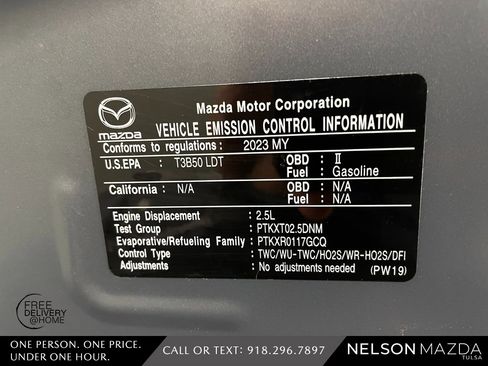 mazda
Mazda Motor Corporation
VEHICLE EMISSION CONTROL INFORMATION
Conforms to regulations: 2023 MY
U.S.EPA : T3B50 LDT OBD : II
Fuel : Gasoline
California : N/A OBD : N/A
Fuel : N/A
Engine Displacement : 2.5L
Test Group : PTKXT02.5DNM
Evaporative/Refueling Family : PTKXR0117GCQ
Control Type : TWC/WU-TWC/HO2S/WR-HO2S/DFI
Adjustments : No adjustments needed (PW19)
FREE
DELIVERY
@HOME
ONE PERSON. ONE PRICE.
UNDER ONE HOUR.
CALL OR TEXT: 918.296.7897
NELSON MAZDA
TULSA